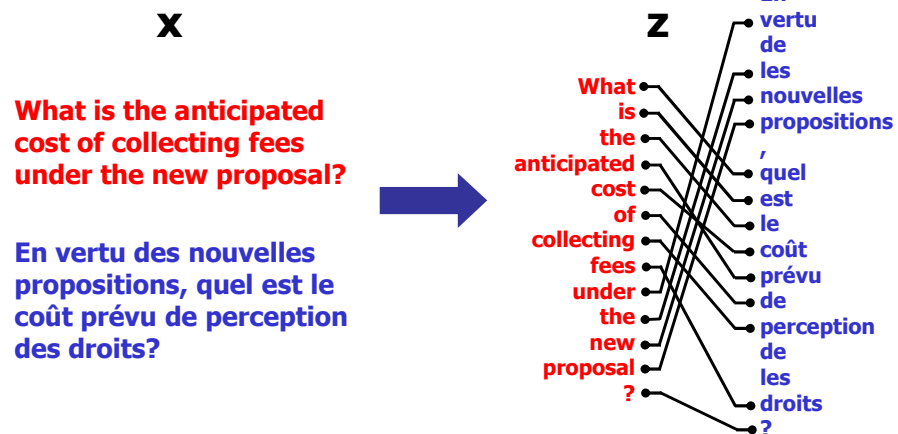 X
What is the anticipated
cost of collecting fees
under the new proposal?
En vertu des nouvelles
propositions, quel est le
coût prévu de perception
des droits?
Z
What
is
the
anticipated
cost
of
collecting
fees
under
the
new
proposal
?
En
vertu
de
les
nouvelles
propositions
,
quel
est
le
coût
prévu
de
perception
de
les
droits
?